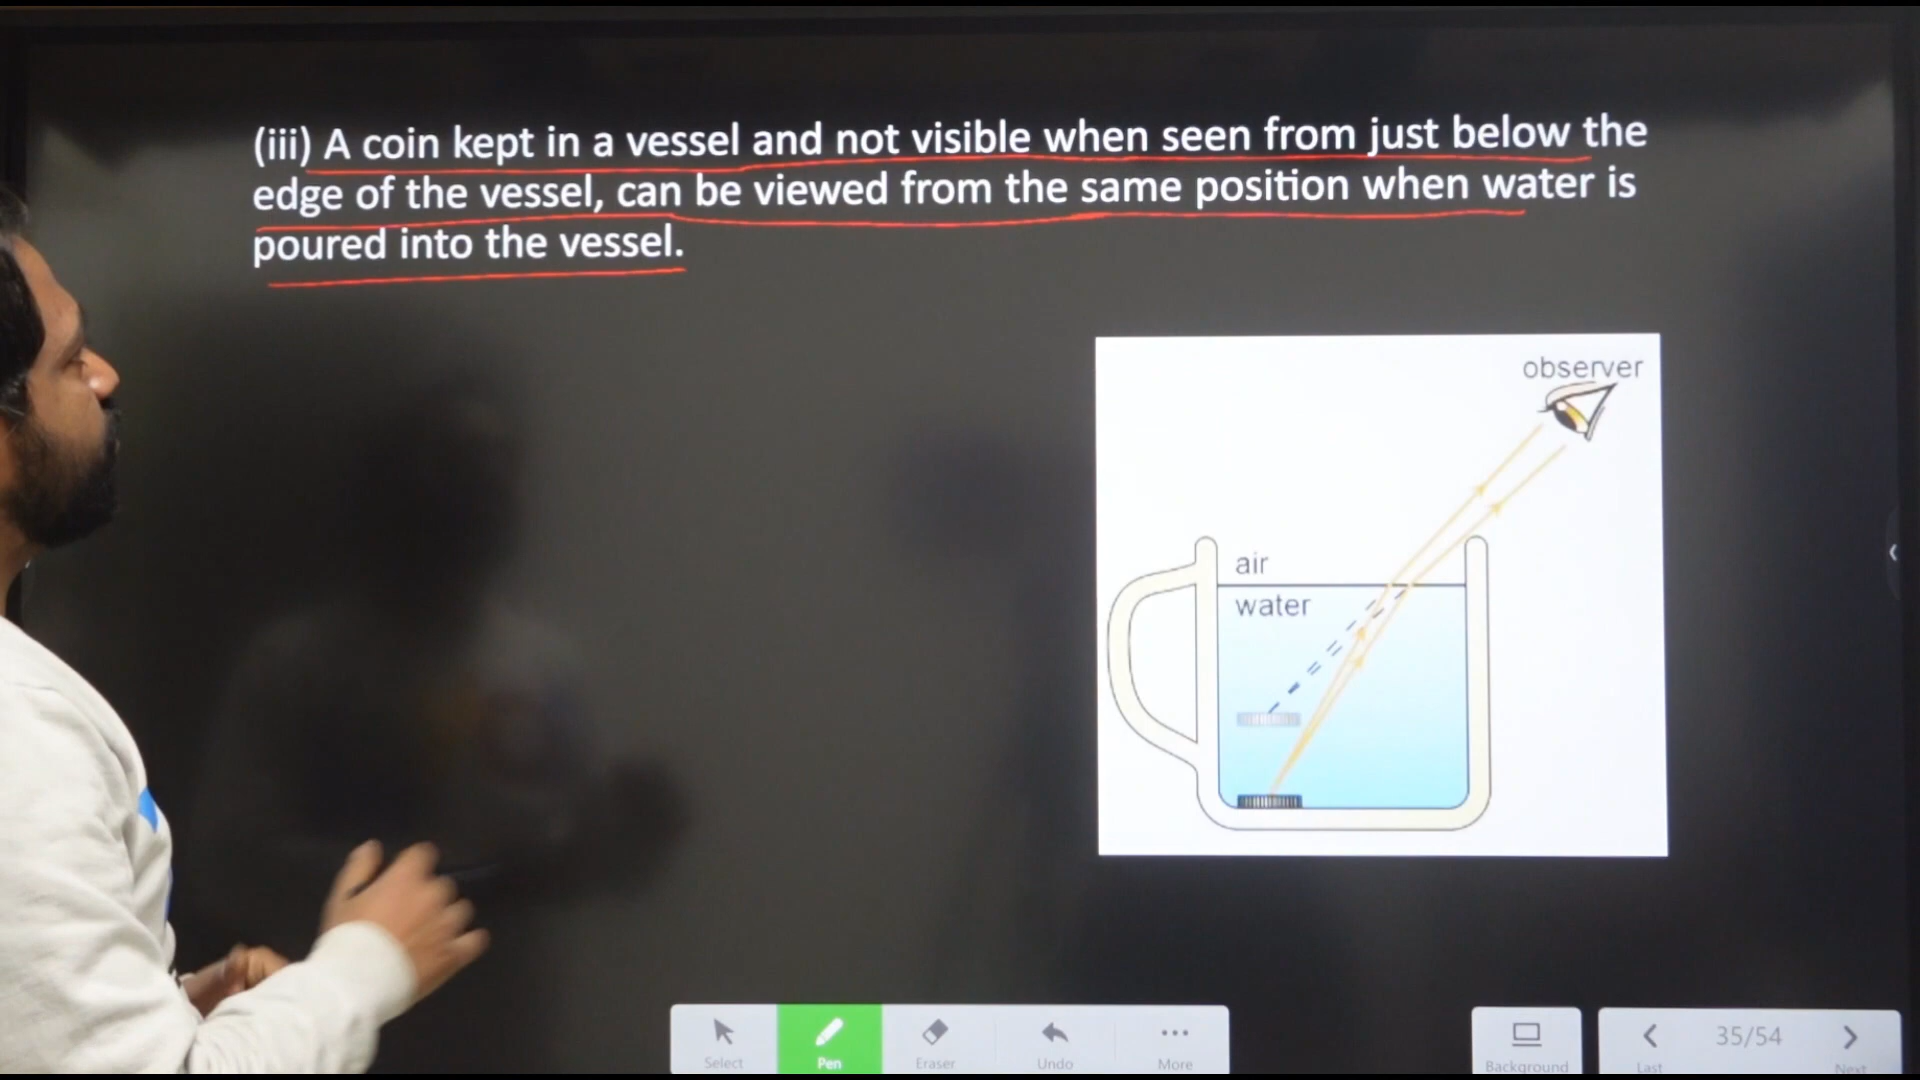 (iii) A coin kept in a vessel and not visible when seen from just below the
edge of the vessel, can be viewed from the same position when water is
poured into the vessel.
observer
air
water
Select
Pen
Eraser
Undo
More
Background
Last
35/54
Next